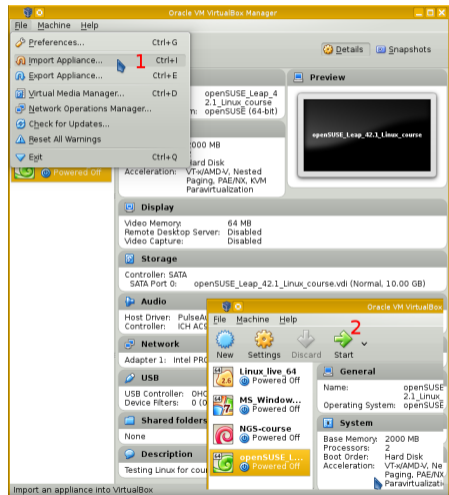 Oracle VM VirtualBox Manager
File Machine Help
Preferences... Ctrl+G
Import Appliance... Ctrl+I
1
Export Appliance... Ctrl+E
Virtual Media Manager... Ctrl+D
Network Operations Manager...
Check for Updates...
Reset All Warnings
Exit Ctrl+Q
Details Snapshots
Powered Off
openSUSE_Leap_4
2.1_Linux_course
openSUSE (64-bit)
Preview
openSUSE_Leap_42.1_Linux_course
2000 MB
Hard Disk
Acceleration: VT-x/AMD-V, Nested
Paging, PAE/NX, KVM
Paravirtualization
Display
Video Memory: 64 MB
Remote Desktop Server: Disabled
Video Capture: Disabled
Storage
Controller: SATA
SATA Port 0: openSUSE_Leap_42.1_Linux_course.vdi (Normal, 10.00 GB)
Audio
Host Driver: PulseAu
Controller: ICH AC9
Network
Adapter 1: Intel PRO
USB
USB Controller: OHC
Device Filters: 0 (0
Shared folders
None
Description
Testing Linux for cour
Import an appliance into VirtualBox
Oracle VM VirtualBox
File Machine Help
2
New Settings Discard Start
Linux_live_64
Powered Off
MS_Window...
Powered Off
NGS-course
Powered Off
openSUSE_L...
Powered Off
General
Name: openSUSE
2.1_Linux_
Operating System: openSUSE
System
Base Memory: 2000 MB
Processors: 2
Boot Order: Hard Disk
Acceleration: VT-x/AMD-V, Ne
Paging, PAE/NX
Paravirtualizati